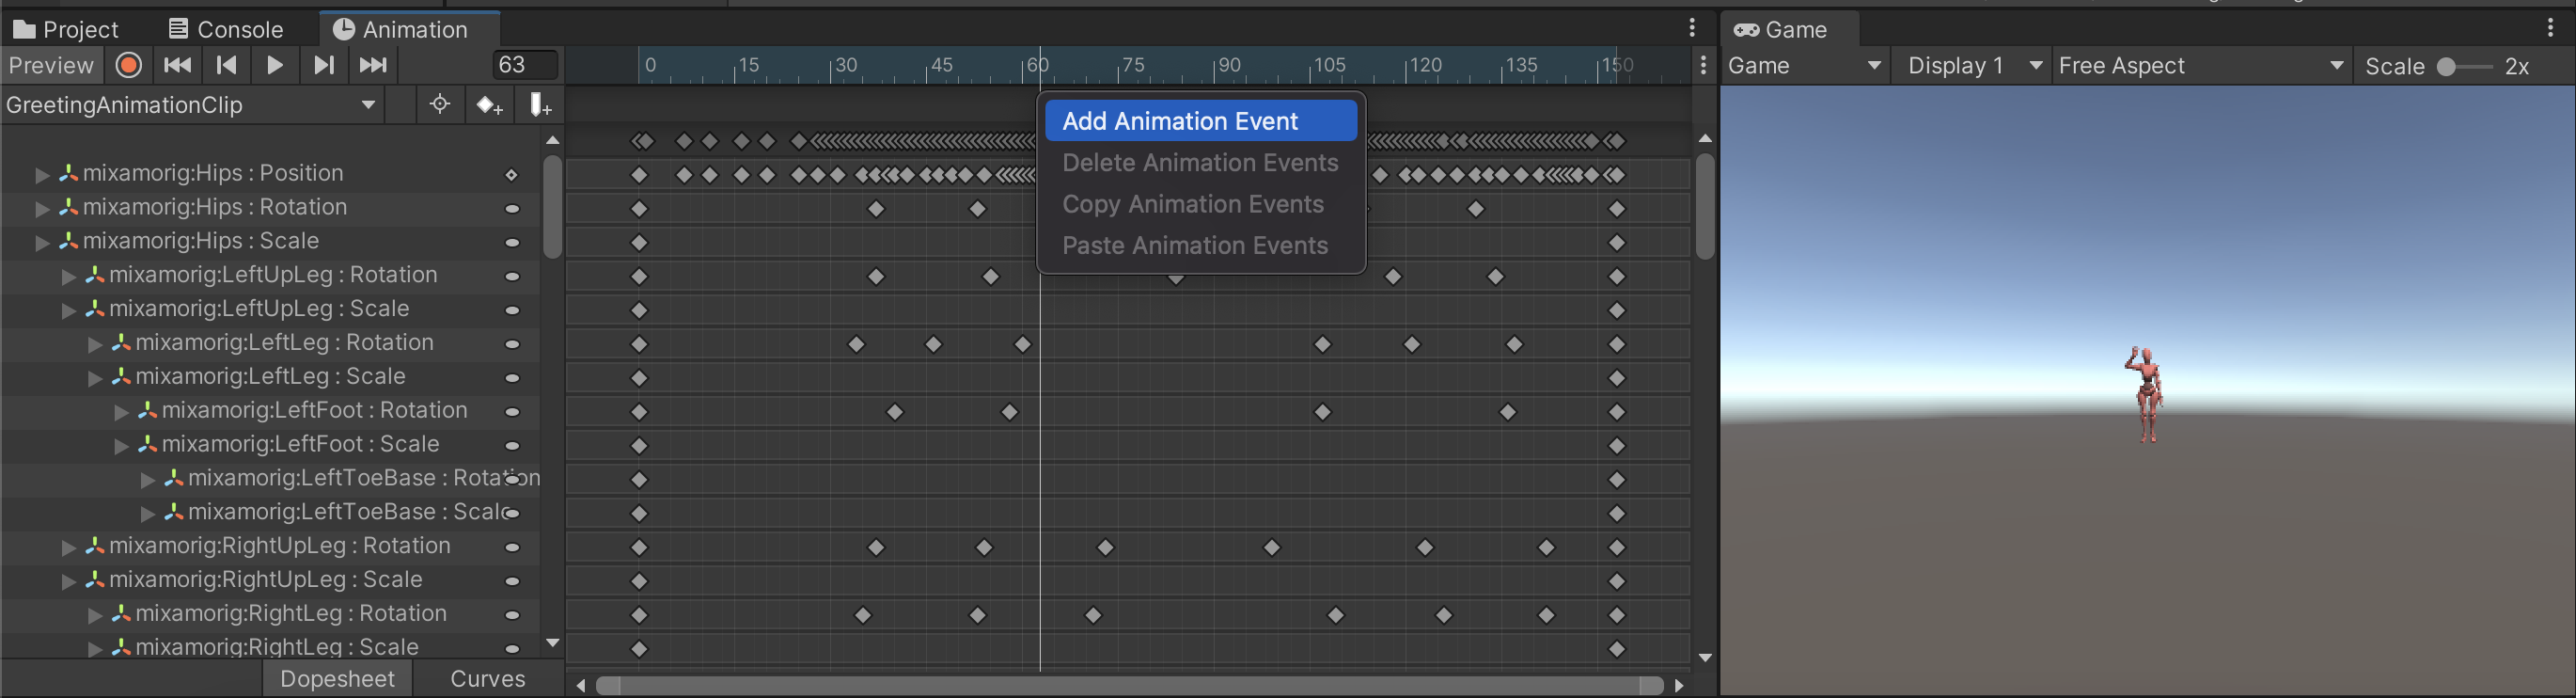 Project
Console
Animation
Game
Preview
63
0 15 30 45 60 75 90 105 120 135 150
Game
Display 1
Free Aspect
Scale
2x
GreetingAnimationClip
Add Animation Event
Delete Animation Events
Copy Animation Events
Paste Animation Events
mixamorig:Hips : Position
mixamorig:Hips : Rotation
mixamorig:Hips : Scale
mixamorig:LeftUpLeg : Rotation
mixamorig:LeftUpLeg : Scale
mixamorig:LeftLeg : Rotation
mixamorig:LeftLeg : Scale
mixamorig:LeftFoot : Rotation
mixamorig:LeftFoot : Scale
mixamorig:LeftToeBase : Rotation
mixamorig:LeftToeBase : Scale
mixamorig:RightUpLeg : Rotation
mixamorig:RightUpLeg : Scale
mixamorig:RightLeg : Rotation
mixamorig:RightLeg : Scale
Dopesheet
Curves